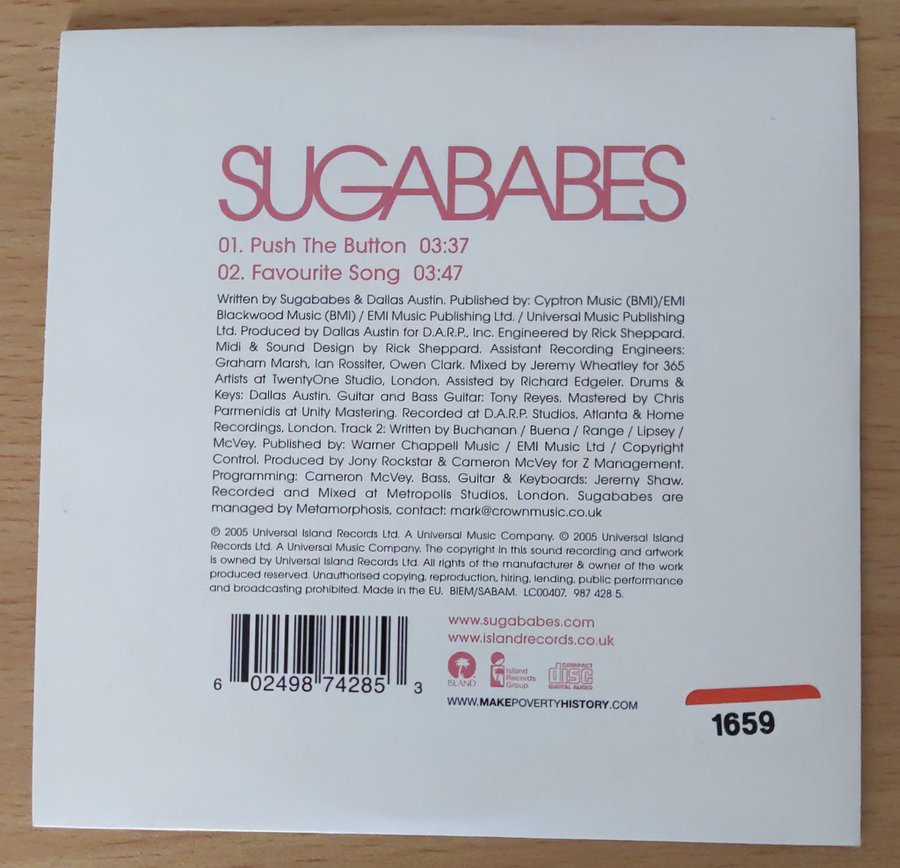 SUGABABES
01. Push The Button 03:37
02. Favourite Song 03:47
Written by Sugababes & Dallas Austin. Published by: Cyptron Music (BMI)/EMI
Blackwood Music (BMI) / EMI Music Publishing Ltd. / Universal Music Publishing
Ltd. Produced by Dallas Austin for D.A.R.P., Inc. Engineered by Rick Sheppard.
Midi & Sound Design by Rick Sheppard. Assistant Recording Engineers:
Graham Marsh, Ian Rossiter, Owen Clark. Mixed by Jeremy Wheatley for 365
Artists at TwentyOne Studio, London. Assisted by Richard Edgeler. Drums &
Keys: Dallas Austin. Guitar and Bass Guitar: Tony Reyes. Mastered by Chris
Parmenidis at Unity Mastering. Recorded at D.A.R.P. Studios, Atlanta & Home
Recordings, London. Track 2: Written by Buchanan / Buena / Range / Lipsey /
McVey. Published by: Warner Chappell Music / EMI Music Ltd / Copyright
Control. Produced by Jony Rockstar & Cameron McVey for Z Management.
Programming: Cameron McVey. Bass, Guitar & Keyboards: Jeremy Shaw.
Recorded and Mixed at Metropolis Studios, London. Sugababes are
managed by Metamorphosis, contact: mark@crownmusic.co.uk
℗ 2005 Universal Island Records Ltd. A Universal Music Company. © 2005 Universal Island
Records Ltd. A Universal Music Company. The copyright in this sound recording and artwork
is owned by Universal Island Records Ltd. All rights of the manufacturer & owner of the work
produced reserved. Unauthorised copying, reproduction, hiring, lending, public performance
and broadcasting prohibited. Made in the EU. BIEM/SABAM. LC00407. 987 428 5.
www.sugababes.com
www.islandrecords.co.uk
ISLAND
Island
Records
Group
COMPACT
disc
DIGITAL AUDIO
6 02498 74285 3
WWW.MAKEPOVERTYHISTORY.COM
1659